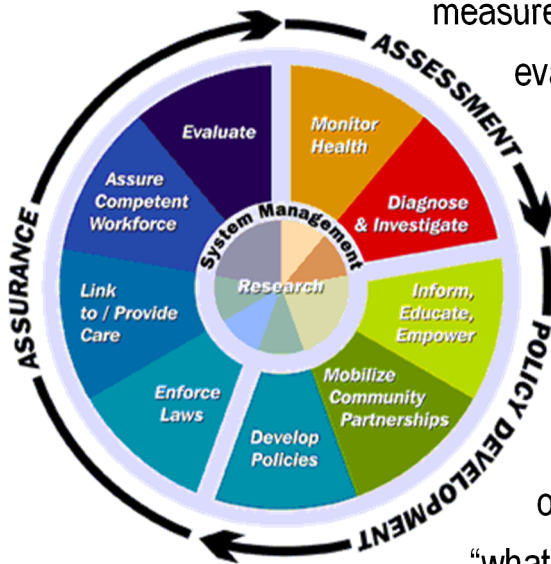 measure
eva
ASSESSMENT
Monitor
Health
Diagnose
& Investigate
Inform,
Educate,
Empower
POLICY DEVELOPMENT
Mobilize
Community
Partnerships
Develop
Policies
ASSURANCE
Enforce
Laws
Link
to / Provide
Care
Assure
Competent
Workforce
Evaluate
System Management
Research
o
“what